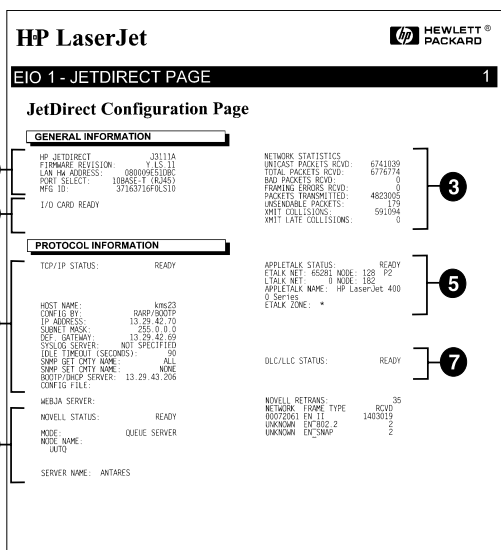 HP LaserJet
hp HEWLETT ®
PACKARD
EIO 1 - JETDIRECT PAGE 1
JetDirect Configuration Page
GENERAL INFORMATION
HP JETDIRECT J3111A
FIRMWARE REVISION: Y.LS.11
LAN HW ADDRESS: 080009E51DBC
PORT SELECT: 10BASE-T (RJ45)
MFG ID: 37163716F0LS10
I/O CARD READY
NETWORK STATISTICS
UNICAST PACKETS RCVD: 6741039
TOTAL PACKETS RCVD: 6776774
BAD PACKETS RCVD: 0
FRAMING ERRORS RCVD: 0
PACKETS TRANSMITTED: 4823005
UNSENDABLE PACKETS: 179
XMIT COLLISIONS: 591094
XMIT LATE COLLISIONS: 0
3
PROTOCOL INFORMATION
TCP/IP STATUS: READY
HOST NAME: kms23
CONFIG BY: RARP/BOOTP
IP ADDRESS: 13.29.42.70
SUBNET MASK: 255.0.0.0
DEF. GATEWAY: 13.29.42.69
SYSLOG SERVER: NOT SPECIFIED
IDLE TIMEOUT (SECONDS): 90
SNMP GET CMTY NAME: ALL
SNMP SET CMTY NAME: NONE
BOOTP/DHCP SERVER: 13.29.43.206
CONFIG FILE:
APPLETALK STATUS: READY
ETALK NET: 65281 NODE: 128 P2
LTALK NET: 0 NODE: 182
APPLETALK NAME: HP LaserJet 400
0 Series
ETALK ZONE: *
5
DLC/LLC STATUS: READY
7
WEBJA SERVER:
NOVELL STATUS: READY
MODE: QUEUE SERVER
NODE NAME:
UUTQ
SERVER NAME: ANTARES
NOVELL RETRANS: 35
NETWORK FRAME TYPE RCVD
00072061 EN_II 1403019
UNKNOWN EN_802.2 2
UNKNOWN EN_SNAP 2